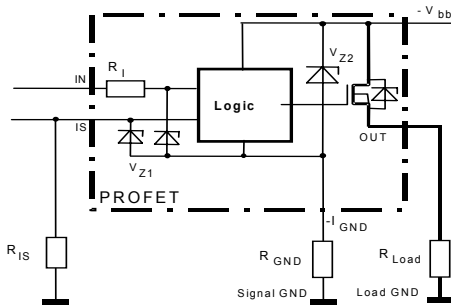 - V bb
R I
V Z2
IN
Logic
IS
OUT
V Z1
PROFET
-I GND
R IS
R GND
R Load
Signal GND
Load GND